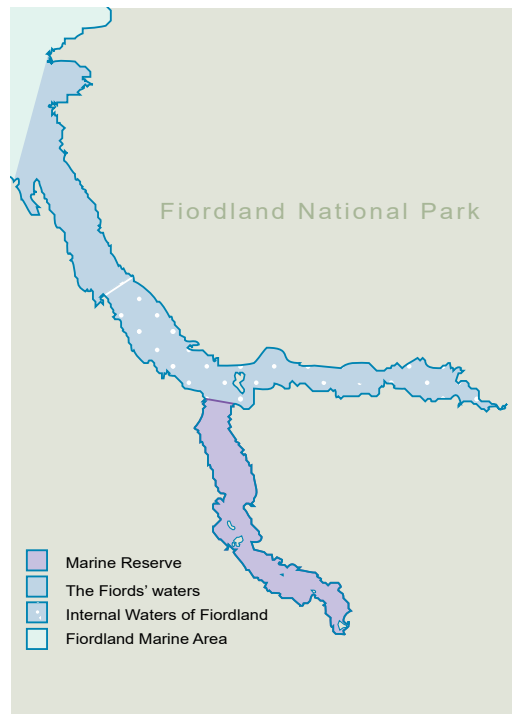 Fiordland National Park
Marine Reserve
The Fiords’ waters
Internal Waters of Fiordland
Fiordland Marine Area